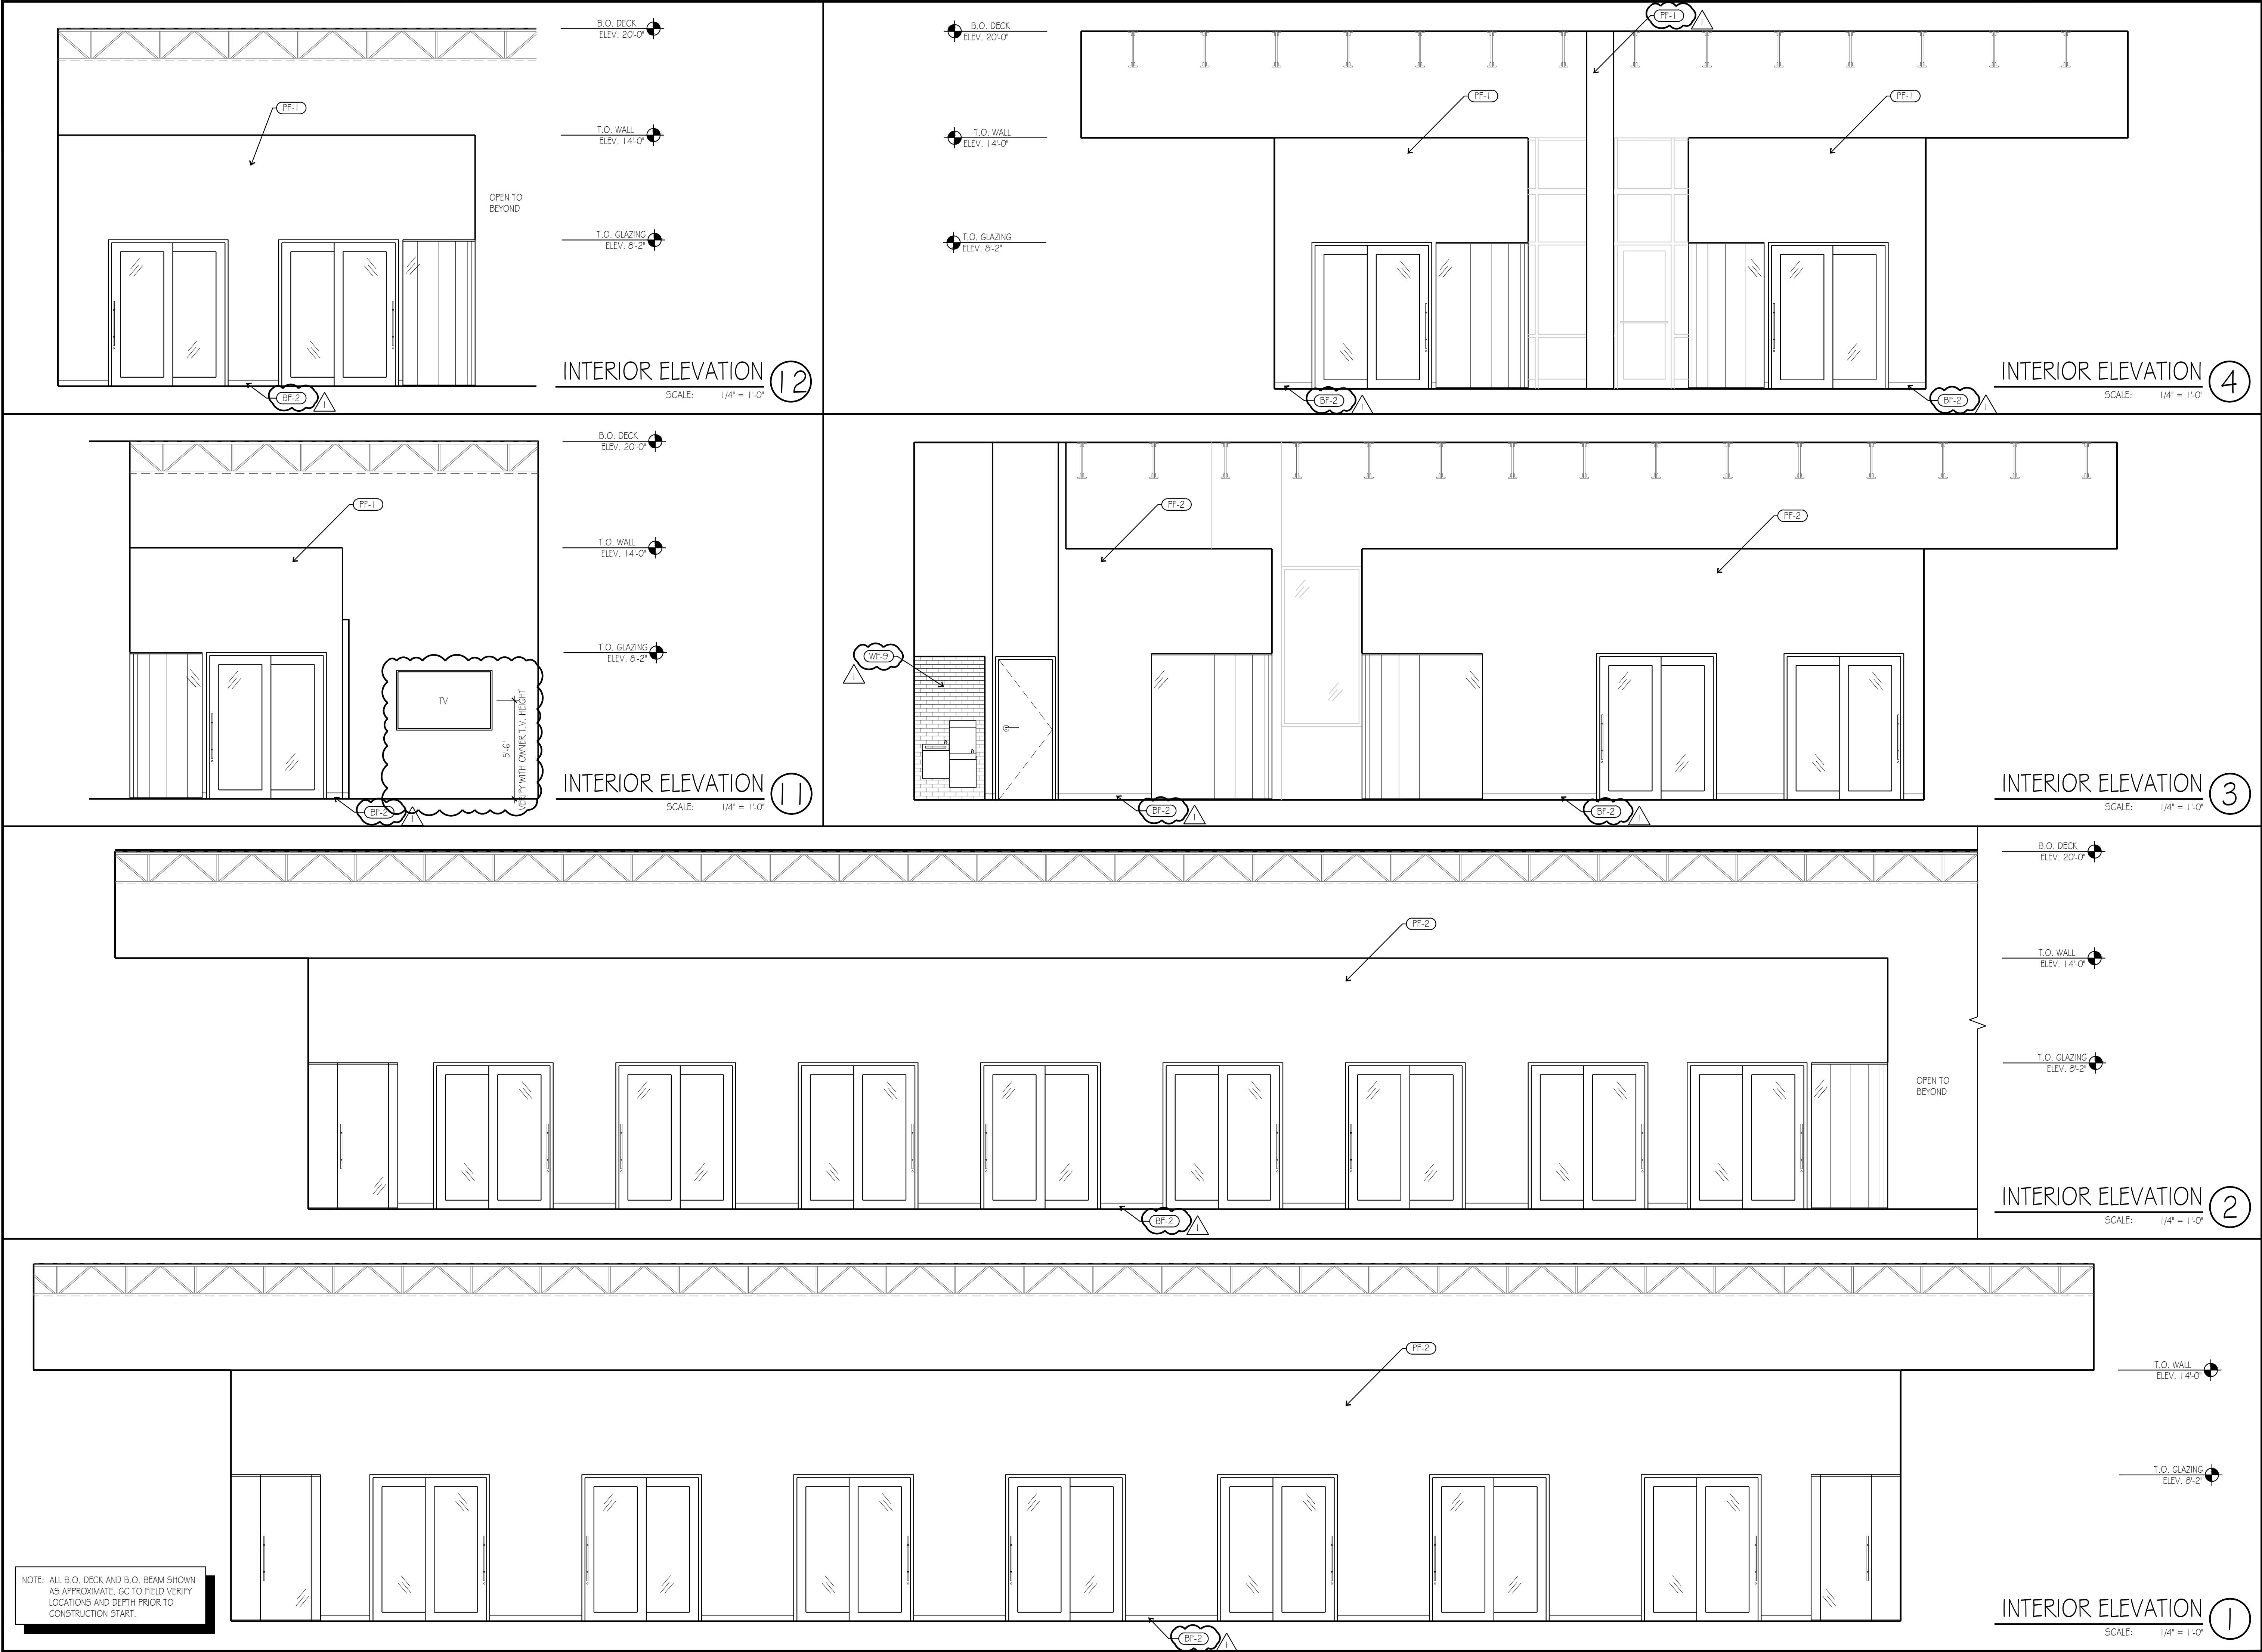 B.O. DECK
ELEV. 20'-0"
PF-1
T.O. WALL
ELEV. 14'-0"
OPEN TO
BEYOND
T.O. GLAZING
ELEV. 8'-2"
INTERIOR ELEVATION 12
SCALE: 1/4" = 1'-0"
BF-2
1
PF-1
1
B.O. DECK
ELEV. 20'-0"
PF-1
PF-1
T.O. WALL
ELEV. 14'-0"
T.O. GLAZING
ELEV. 8'-2"
INTERIOR ELEVATION 4
SCALE: 1/4" = 1'-0"
BF-2
1
BF-2
1
B.O. DECK
ELEV. 20'-0"
PF-1
T.O. WALL
ELEV. 14'-0"
T.O. GLAZING
ELEV. 8'-2"
TV
5'-6"
VERIFY WITH OWNER T.V. HEIGHT
INTERIOR ELEVATION 11
SCALE: 1/4" = 1'-0"
BF-2
1
PF-2
PF-2
WF-9
1
INTERIOR ELEVATION 3
SCALE: 1/4" = 1'-0"
BF-2
1
BF-2
1
B.O. DECK
ELEV. 20'-0"
PF-2
T.O. WALL
ELEV. 14'-0"
T.O. GLAZING
ELEV. 8'-2"
OPEN TO
BEYOND
INTERIOR ELEVATION 2
SCALE: 1/4" = 1'-0"
BF-2
1
PF-2
T.O. WALL
ELEV. 14'-0"
T.O. GLAZING
ELEV. 8'-2"
NOTE: ALL B.O. DECK AND B.O. BEAM SHOWN
AS APPROXIMATE. GC TO FIELD VERIFY
LOCATIONS AND DEPTH PRIOR TO
CONSTRUCTION START.
INTERIOR ELEVATION 1
SCALE: 1/4" = 1'-0"
BF-2
1